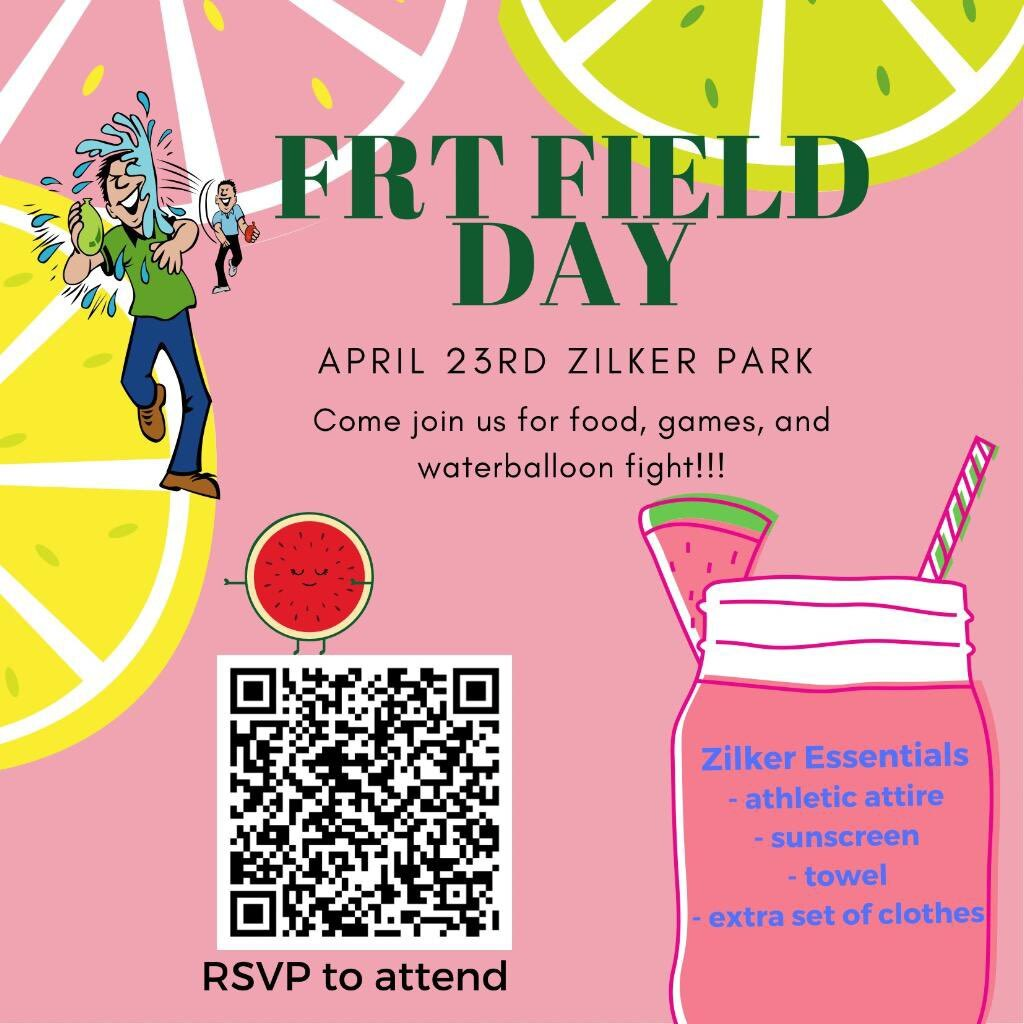 FRT FIELD
DAY
APRIL 23RD ZILKER PARK
Come join us for food, games, and
waterballoon fight!!!
Zilker Essentials
- athletic attire
- sunscreen
- towel
- extra set of clothes
RSVP to attend